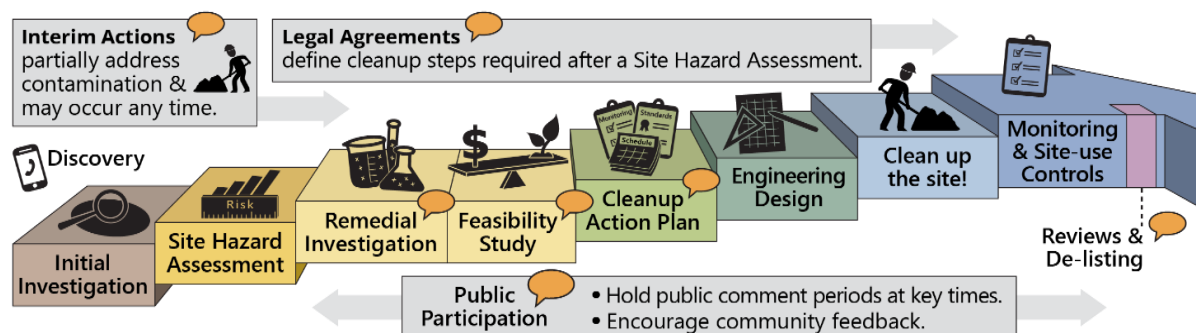 Interim Actions
partially address
contamination &
may occur any time.
Legal Agreements
define cleanup steps required after a Site Hazard Assessment.
Discovery
Initial
Investigation
Risk
Site Hazard
Assessment
Remedial
Investigation
$
Feasibility
Study
Monitoring
Standards
Schedule
Cleanup
Action Plan
Engineering
Design
Clean up
the site!
Monitoring
& Site-use
Controls
Reviews &
De-listing
Public
Participation
• Hold public comment periods at key times.
• Encourage community feedback.